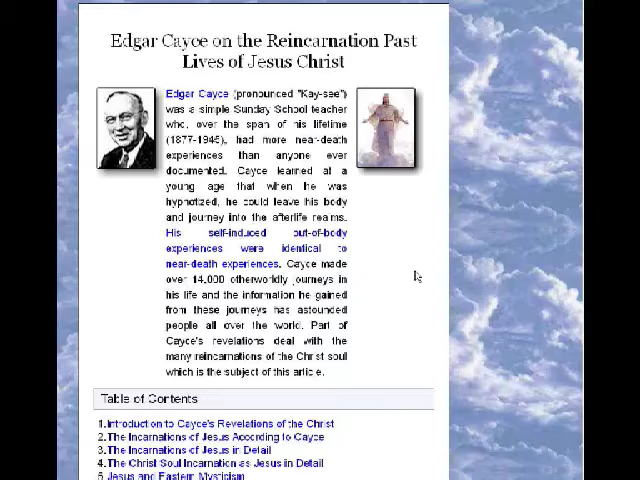 Edgar Cayce on the Reincarnation Past
Lives of Jesus Christ
Edgar Cayce (pronounced "Kay-see")
was a simple Sunday School teacher
who, over the span of his lifetime
(1877-1945), had more near-death
experiences than anyone ever
documented. Cayce learned at a
young age that when he was
hypnotized, he could leave his body
and journey into the afterlife realms.
His self-induced out-of-body
experiences were identical to
near-death experiences. Cayce made
over 14,000 otherworldly journeys in
his life and the information he gained
from these journeys has astounded
people all over the world. Part of
Cayce's revelations deal with the
many reincarnations of the Christ soul
which is the subject of this article.
Table of Contents
1.Introduction to Cayce's Revelations of the Christ
2.The Incarnations of Jesus According to Cayce
3.The Incarnations of Jesus in Detail
4.The Christ Soul Incarnation as Jesus in Detail
5.Jesus and Eastern Mysticism